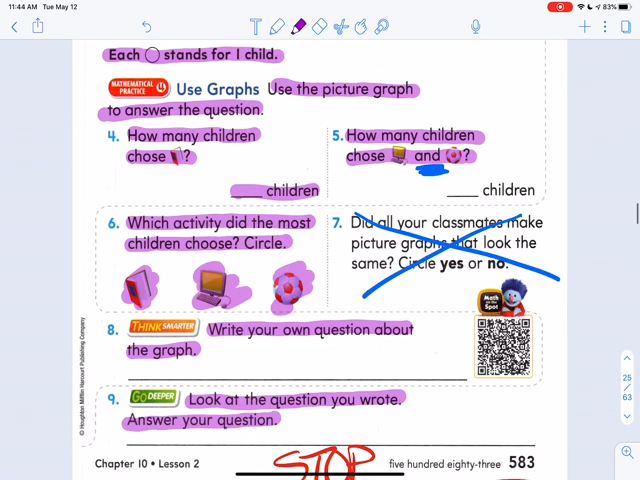 11:44 AM Tue May 12
83%
Each ◯ stands for 1 child.
MATHEMATICAL PRACTICE 4 Use Graphs Use the picture graph
to answer the question.
4. How many children
chose ?
____ children
5. How many children
chose and ?
____ children
6. Which activity did the most
children choose? Circle.
7. Did all your classmates make
picture graphs that look the
same? Circle yes or no.
Math on the Spot
8. THINK SMARTER Write your own question about
the graph.
9. GO DEEPER Look at the question you wrote.
Answer your question.
© Houghton Mifflin Harcourt Publishing Company
STOP
Chapter 10 • Lesson 2
five hundred eighty-three 583
25
63